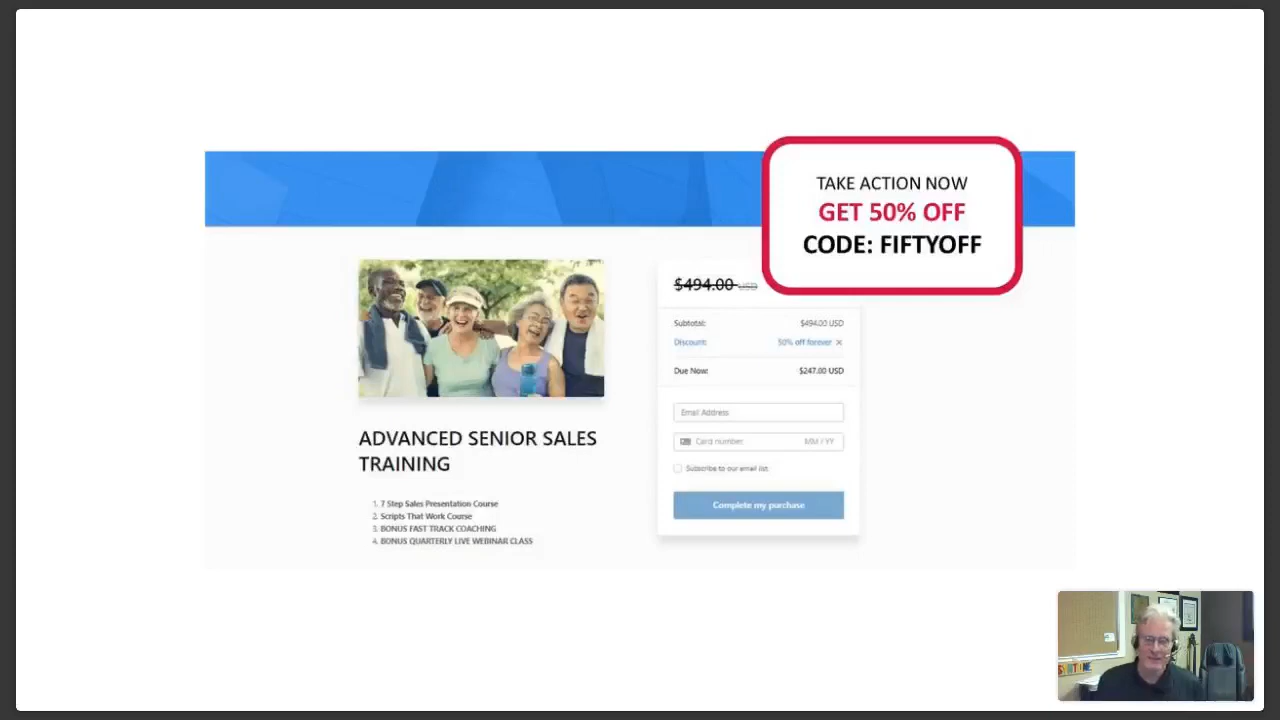 TAKE ACTION NOW
GET 50% OFF
CODE: FIFTYOFF
$494.00 USD
Subtotal: $494.00 USD
Discount: 50% off forever ×
Due Now: $247.00 USD
Email Address
Card number MM / YY
Subscribe to our email list
Complete my purchase
ADVANCED SENIOR SALES
TRAINING
1. 7 Step Sales Presentation Course
2. Scripts That Work Course
3. BONUS FAST TRACK COACHING
4. BONUS QUARTERLY LIVE WEBINAR CLASS